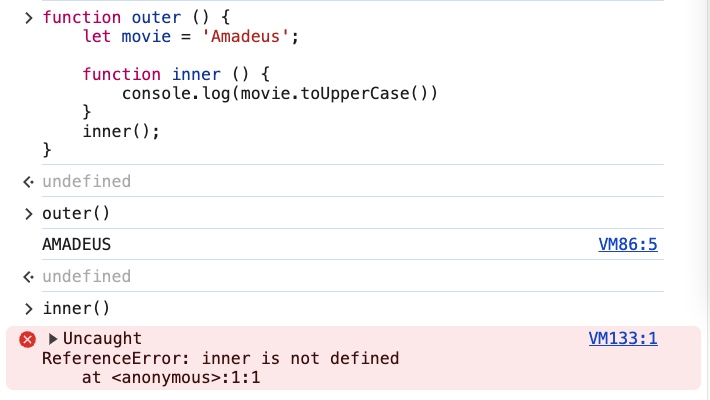 function outer () {
    let movie = 'Amadeus';

    function inner () {
        console.log(movie.toUpperCase())
    }
    inner();
}
undefined
outer()
AMADEUS VM86:5
undefined
inner()
Uncaught VM133:1
ReferenceError: inner is not defined
    at <anonymous>:1:1